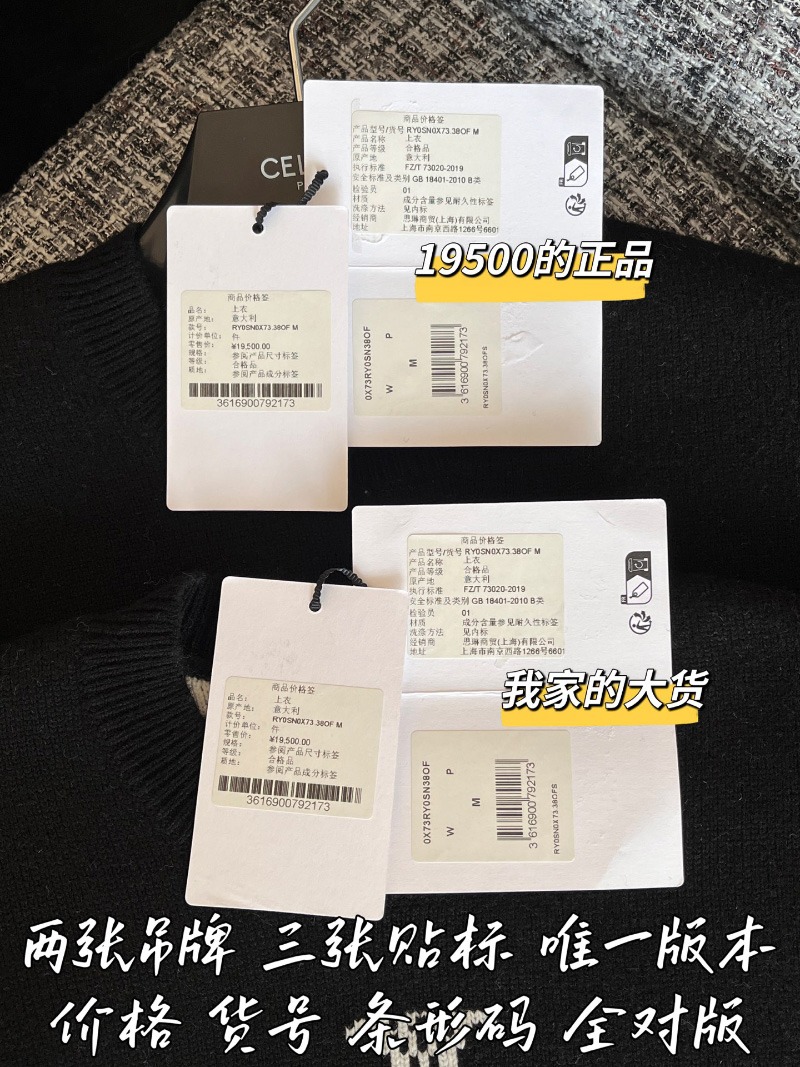 CEL
P
商品价格签
产品型号/货号 RY0SN0X73.38OF M
产品名称 上衣
产品等级 合格品
原产地 意大利
执行标准 FZ/T 73020-2019
安全标准及类别 GB 18401-2010 B类
检验员 01
材质 成分含量参见耐久性标签
洗涤方法 见内标
经销商 思琳商贸(上海)有限公司
地址 上海市南京西路1266号6601
19500的正品
商品价格签
品名: 上衣
原产地: 意大利
款号: RY0SN0X73.38OF M
计价单位: 件
零售价: ¥19,500.00
规格: 参阅产品尺寸标签
等级: 合格品
质地: 参阅产品成分标签
3616900792173
0X73RY0SN38OF
W P
M
3 616900 792173
RY0SN0X73.38OFS
商品价格签
产品型号/货号 RY0SN0X73.38OF M
产品名称 上衣
产品等级 合格品
原产地 意大利
执行标准 FZ/T 73020-2019
安全标准及类别 GB 18401-2010 B类
检验员 01
材质 成分含量参见耐久性标签
洗涤方法 见内标
经销商 思琳商贸(上海)有限公司
地址 上海市南京西路1266号6601
我家的大货
商品价格签
品名: 上衣
原产地: 意大利
款号: RY0SN0X73.38OF M
计价单位: 件
零售价: ¥19,500.00
规格: 参阅产品尺寸标签
等级: 合格品
质地: 参阅产品成分标签
3616900792173
0X73RY0SN38OF
W P
M
3 616900 792173
RY0SN0X73.38OFS
两张吊牌 三张贴标 唯一版本
价格 货号 条形码 全对版